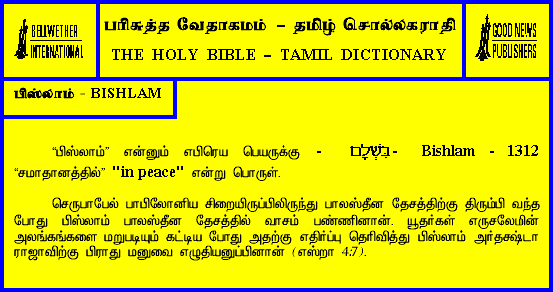 BELLWETHER
INTERNATIONAL
பரிசுத்த வேதாகமம் – தமிழ் சொல்லகராதி
THE HOLY BIBLE – TAMIL DICTIONARY
GOOD NEWS
PUBLISHERS
பிஸ்லாம் - BISHLAM
“பிஸ்லாம்” என்னும் எபிரெய பெயருக்கு - בִּשְׁלָם - Bishlam - 1312
“சமாதானத்தில்” "in peace" என்று பொருள்.
செருபாபேல் பாபிலோனிய சிறையிருப்பிலிருந்து பாலஸ்தீன தேசத்திற்கு திரும்பி வந்த
போது பிஸ்லாம் பாலஸ்தீன தேசத்தில் வாசம் பண்ணினான். யூதர்கள் எருசலேமின்
அலங்கங்களை மறுபடியும் கட்டிய போது அதற்கு எதிர்ப்பு தெரிவித்து பிஸ்லாம் அர்தசஷ்டா
ராஜாவிற்கு பிராது மனுவை எழுதியனுப்பினான் (எஸ்றா 4:7).